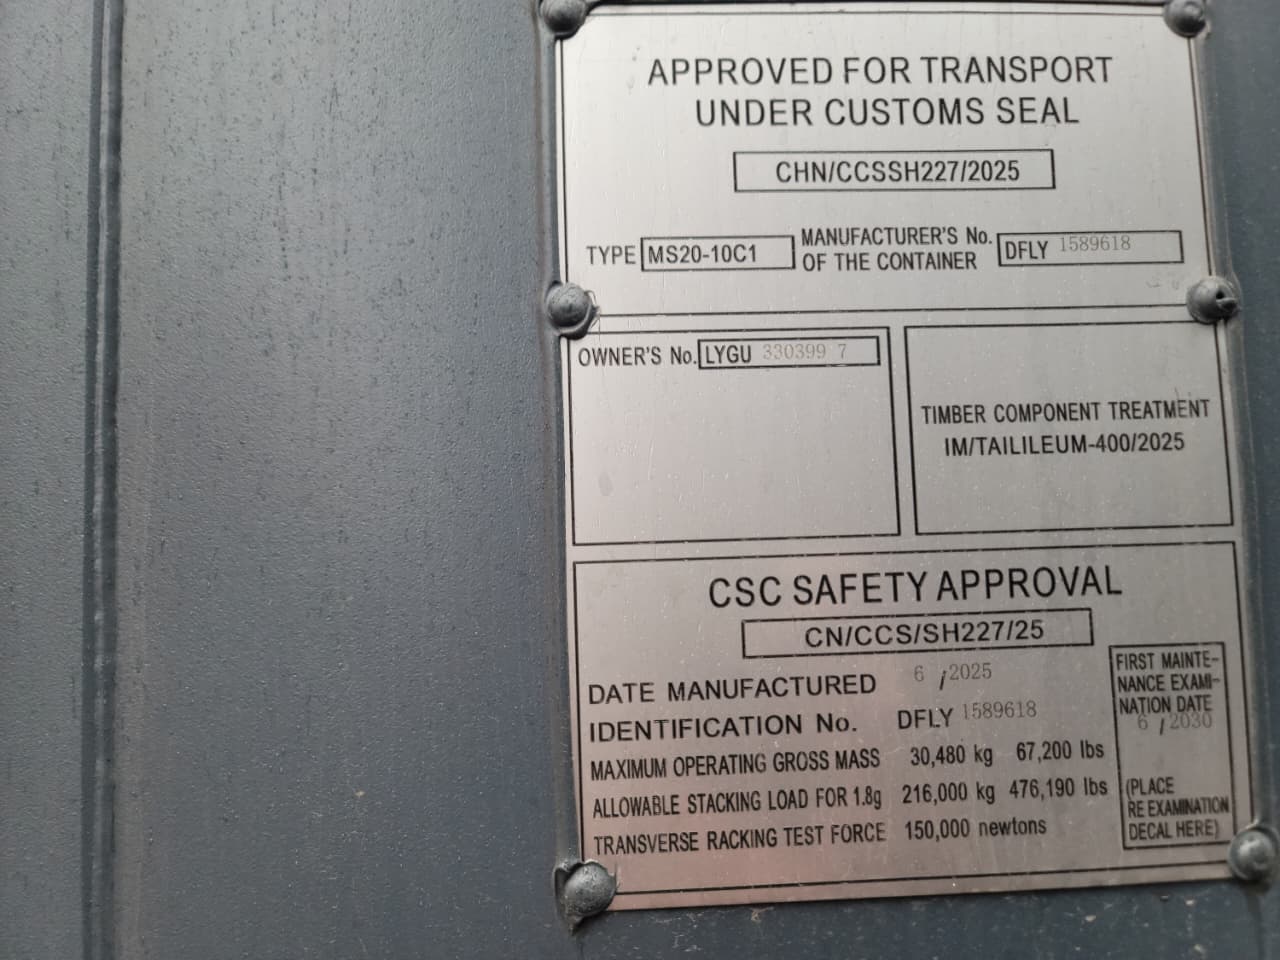 APPROVED FOR TRANSPORT
UNDER CUSTOMS SEAL
CHN/CCSSH227/2025
TYPE MS20-10C1
MANUFACTURER'S No.
OF THE CONTAINER
DFLY 1589618
OWNER'S No. LYGU 330399 7
TIMBER COMPONENT TREATMENT
IM/TAILILEUM-400/2025
CSC SAFETY APPROVAL
CN/CCS/SH227/25
DATE MANUFACTURED 6 / 2025
IDENTIFICATION No. DFLY 1589618
MAXIMUM OPERATING GROSS MASS 30,480 kg 67,200 lbs
ALLOWABLE STACKING LOAD FOR 1.8g 216,000 kg 476,190 lbs
TRANSVERSE RACKING TEST FORCE 150,000 newtons
FIRST MAINTE-
NANCE EXAMI-
NATION DATE
6 / 2030
(PLACE
RE EXAMINATION
DECAL HERE)